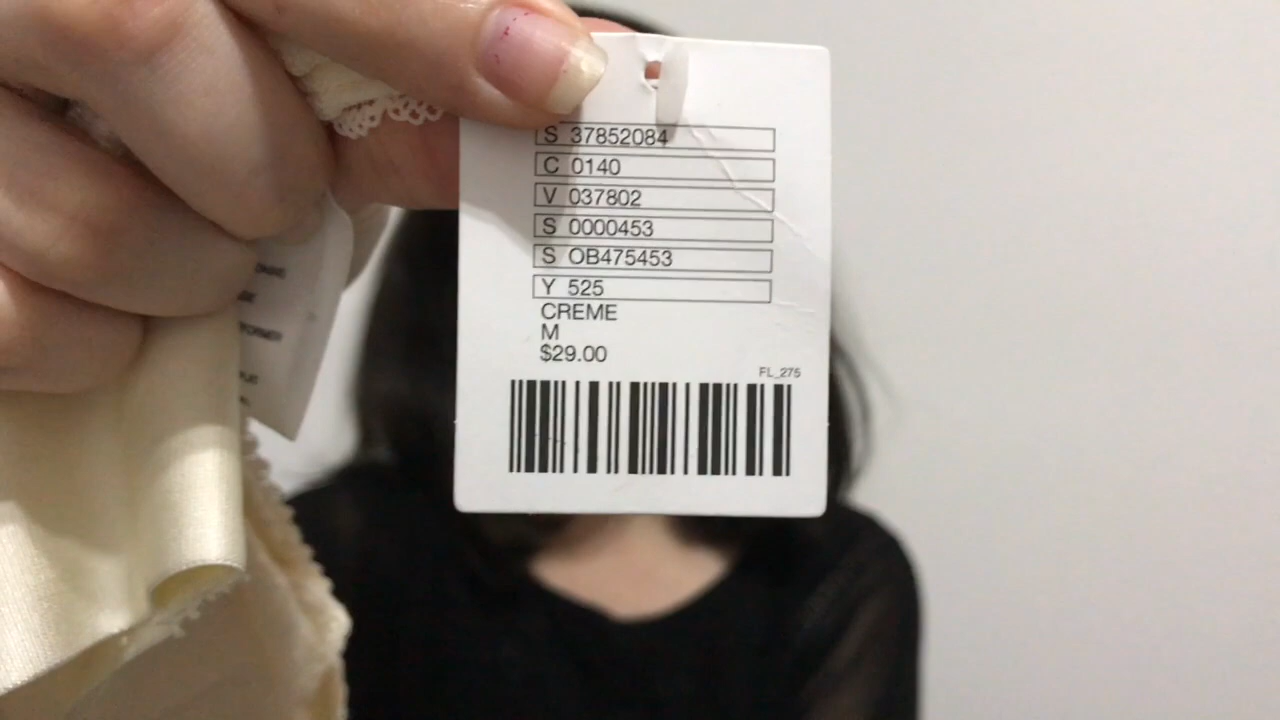 S 37852084
C 0140
V 037802
S 0000453
S OB475453
Y 525
CREME
M
$29.00
FL_275